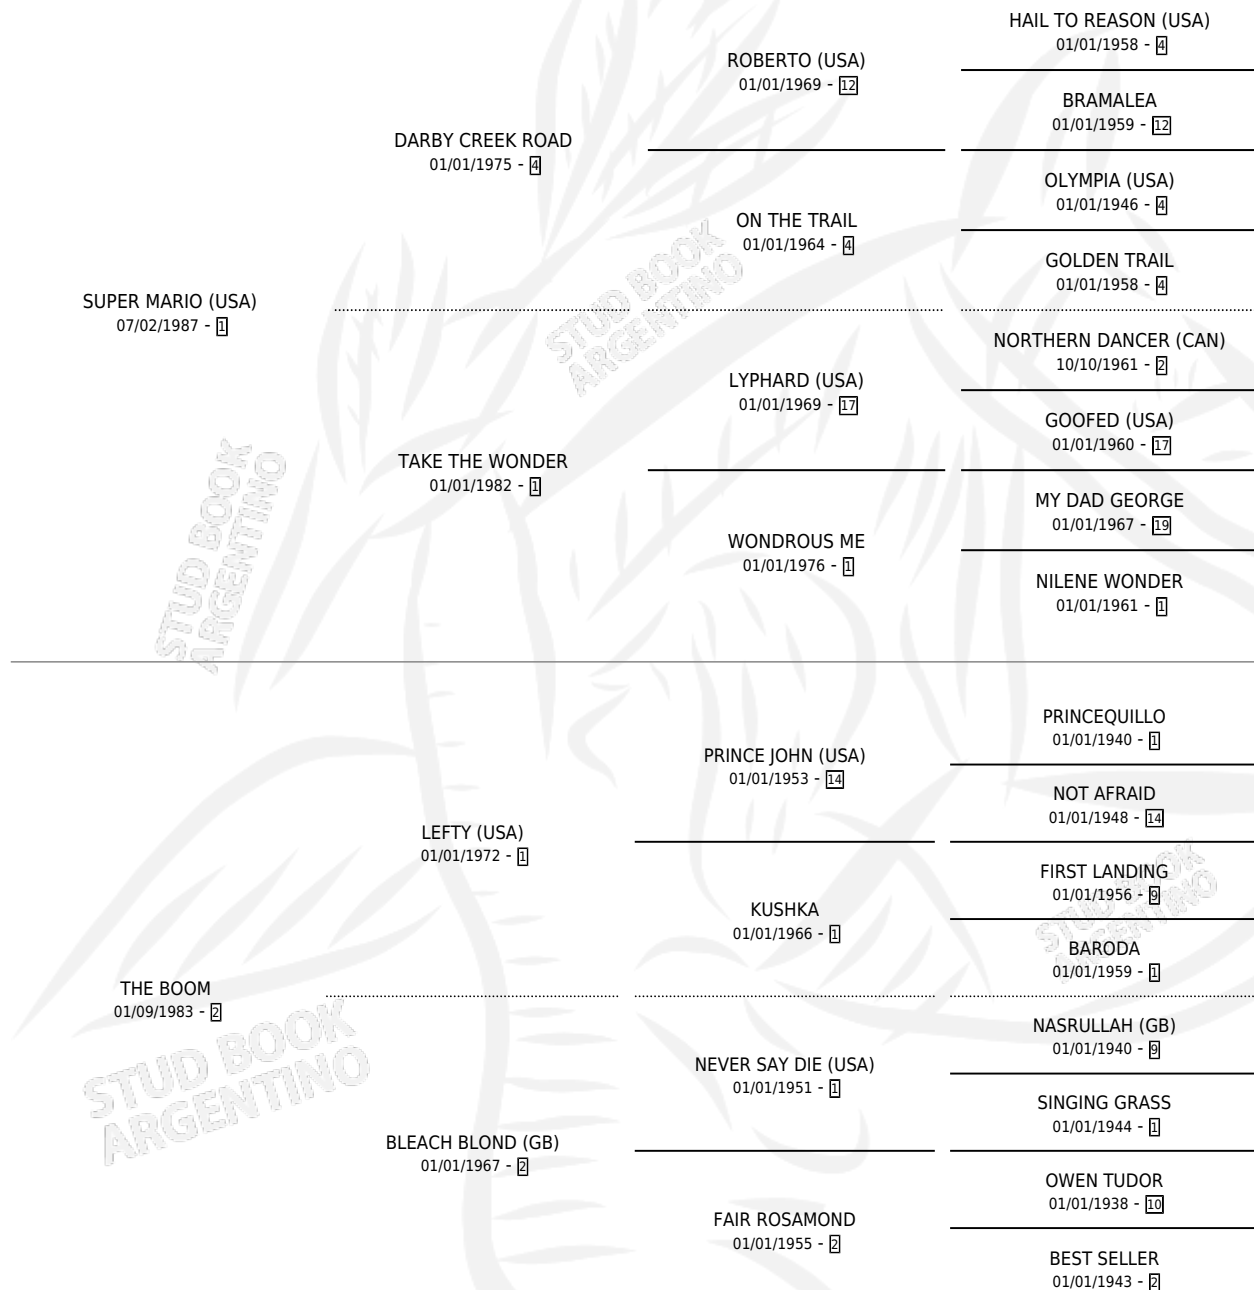 HAIL TO REASON (USA)
01/01/1958 - 4
ROBERTO (USA)
01/01/1969 - 12
BRAMALEA
01/01/1959 - 12
DARBY CREEK ROAD
01/01/1975 - 4
OLYMPIA (USA)
01/01/1946 - 4
ON THE TRAIL
01/01/1964 - 4
GOLDEN TRAIL
01/01/1958 - 4
SUPER MARIO (USA)
07/02/1987 - 1
NORTHERN DANCER (CAN)
10/10/1961 - 2
LYPHARD (USA)
01/01/1969 - 17
GOOFED (USA)
01/01/1960 - 17
TAKE THE WONDER
01/01/1982 - 1
MY DAD GEORGE
01/01/1967 - 19
WONDROUS ME
01/01/1976 - 1
NILENE WONDER
01/01/1961 - 1
PRINCEQUILLO
01/01/1940 - 1
PRINCE JOHN (USA)
01/01/1953 - 14
NOT AFRAID
01/01/1948 - 14
LEFTY (USA)
01/01/1972 - 1
FIRST LANDING
01/01/1956 - 9
KUSHKA
01/01/1966 - 1
BARODA
01/01/1959 - 1
THE BOOM
01/09/1983 - 2
NASRULLAH (GB)
01/01/1940 - 9
NEVER SAY DIE (USA)
01/01/1951 - 1
SINGING GRASS
01/01/1944 - 1
BLEACH BLOND (GB)
01/01/1967 - 2
OWEN TUDOR
01/01/1938 - 10
FAIR ROSAMOND
01/01/1955 - 2
BEST SELLER
01/01/1943 - 2
STUD BOOK
ARGENTINO
STUD BOOK
ARGENTINO
STUD BOOK
ARGENTINO
STUD BOOK
ARGENTINO